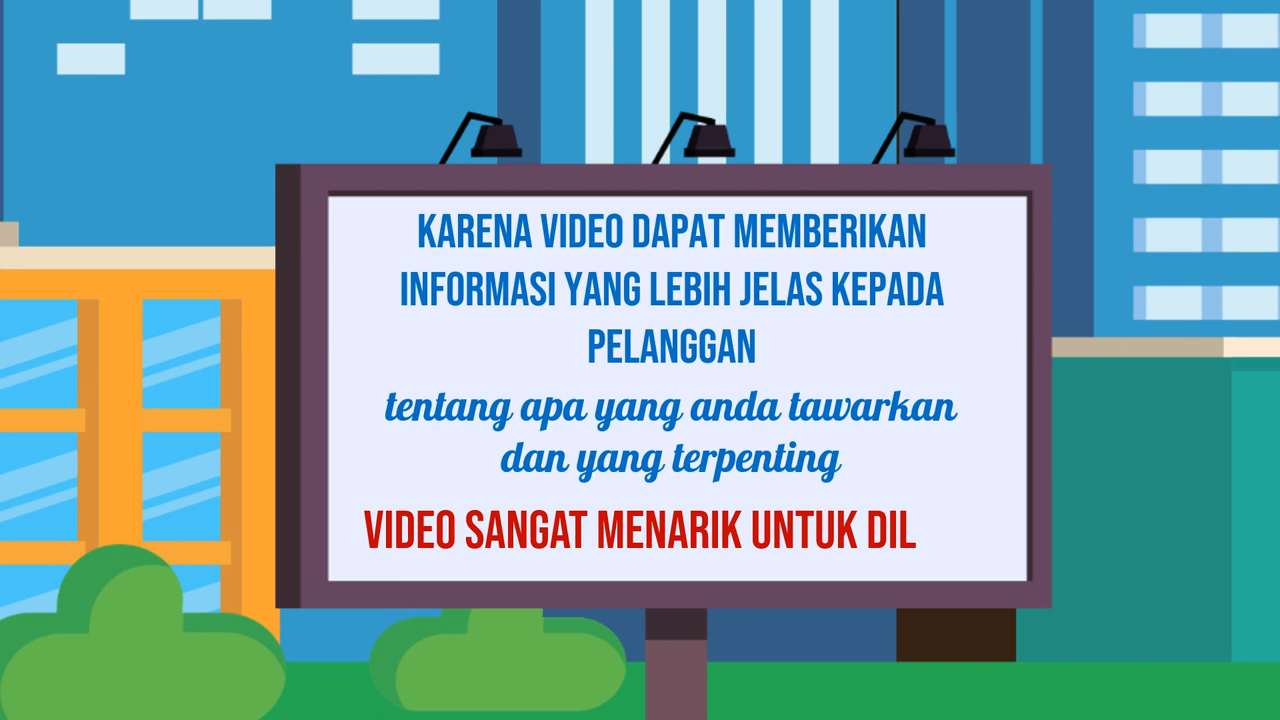 KARENA VIDEO DAPAT MEMBERIKAN
INFORMASI YANG LEBIH JELAS KEPADA
PELANGGAN
tentang apa yang anda tawarkan
dan yang terpenting
VIDEO SANGAT MENARIK UNTUK DIL